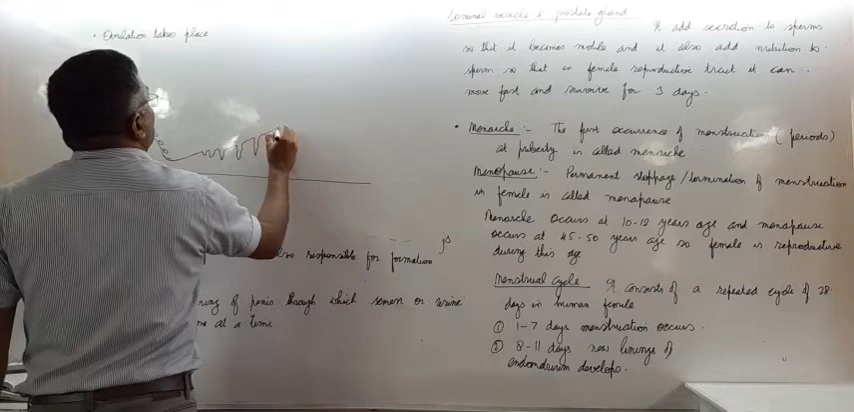 • Ovulation takes place
also responsible for formation
of penis through which semen or urine
at a time
Seminal vesicle & prostate gland
It add secretion to sperms
so that it becomes motile and it also add nutrition to
sperm so that in female reproductive tract it can
move fast and survive for 3 days.
• Menarche :- The first occurrence of menstruation (periods)
at puberty is called menarche
Menopause :- Permanent stoppage/termination of menstruation
in female is called menopause
Menarche occurs at 10-12 years age and menopause
occurs at 45-50 years age so female is reproductive
during this age
Menstrual Cycle It consists of a repeated cycle of 28
days in human female
① 1-7 days menstruation occurs.
② 8-11 days new linings of
develops.